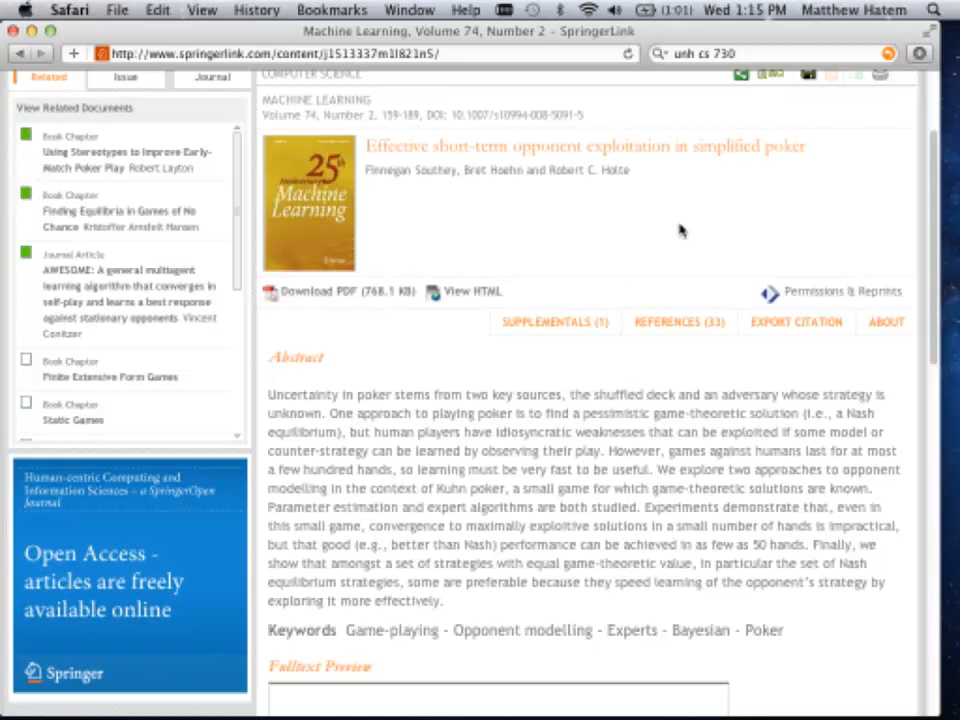 Safari File Edit View History Bookmarks Window Help (1:01) Wed 1:15 PM Matthew Hatem
Machine Learning, Volume 74, Number 2 - SpringerLink
http://www.springerlink.com/content/j1513337m1l821n5/
unh cs 730
Related Issue Journal
View Related Documents
Book Chapter
Using Stereotypes to Improve Early-
Match Poker Play Robert Layton
Book Chapter
Finding Equilibria in Games of No
Chance Kristoffer Arnsfelt Hansen
Journal Article
AWESOME: A general multiagent
learning algorithm that converges in
self-play and learns a best response
against stationary opponents Vincent
Conitzer
Book Chapter
Finite Extensive Form Games
Book Chapter
Static Games
Human-centric Computing and
Information Sciences – a SpringerOpen
Journal
Open Access -
articles are freely
available online
Springer
COMPUTER SCIENCE
MACHINE LEARNING
Volume 74, Number 2, 159-189, DOI: 10.1007/s10994-008-5091-5
25th
Anniversary
Machine
Learning
Effective short-term opponent exploitation in simplified poker
Finnegan Southey, Bret Hoehn and Robert C. Holte
Download PDF (768.1 KB) View HTML
Permissions & Reprints
SUPPLEMENTALS (1) REFERENCES (33) EXPORT CITATION ABOUT
Abstract
Uncertainty in poker stems from two key sources, the shuffled deck and an adversary whose strategy is
unknown. One approach to playing poker is to find a pessimistic game-theoretic solution (i.e., a Nash
equilibrium), but human players have idiosyncratic weaknesses that can be exploited if some model or
counter-strategy can be learned by observing their play. However, games against humans last for at most
a few hundred hands, so learning must be very fast to be useful. We explore two approaches to opponent
modelling in the context of Kuhn poker, a small game for which game-theoretic solutions are known.
Parameter estimation and expert algorithms are both studied. Experiments demonstrate that, even in
this small game, convergence to maximally exploitive solutions in a small number of hands is impractical,
but that good (e.g., better than Nash) performance can be achieved in as few as 50 hands. Finally, we
show that amongst a set of strategies with equal game-theoretic value, in particular the set of Nash
equilibrium strategies, some are preferable because they speed learning of the opponent's strategy by
exploring it more effectively.
Keywords Game-playing - Opponent modelling - Experts - Bayesian - Poker
Fulltext Preview